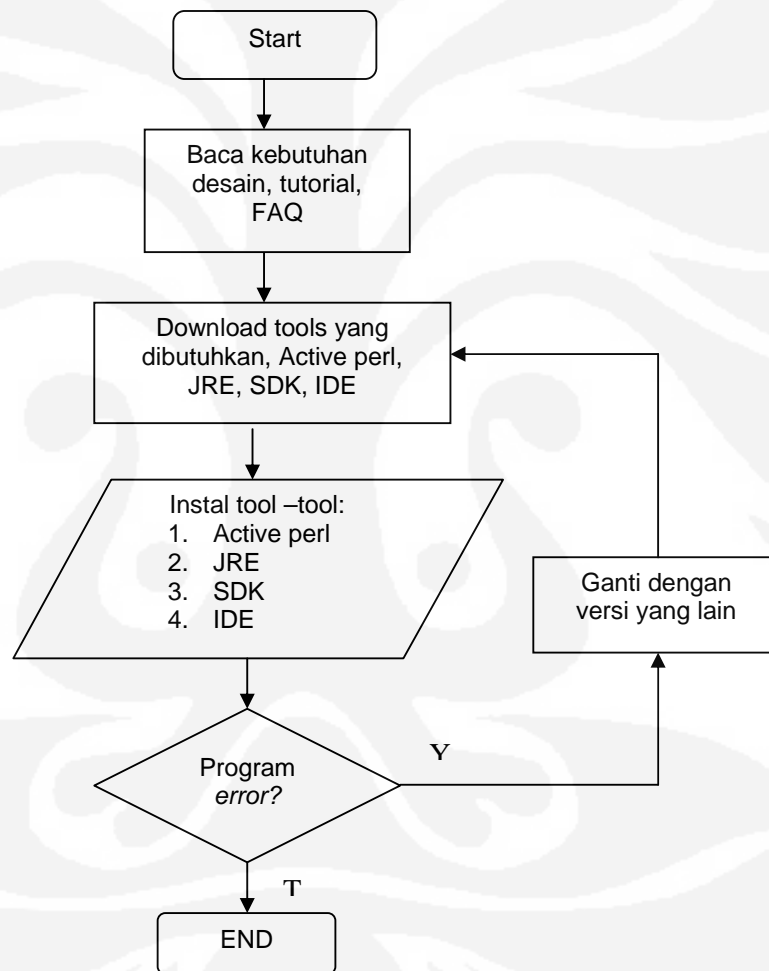 Start
Baca kebutuhan
desain, tutorial,
FAQ
Download tools yang
dibutuhkan, Active perl,
JRE, SDK, IDE
Instal tool –tool:
1. Active perl
2. JRE
3. SDK
4. IDE
Ganti dengan
versi yang lain
Program
error?
Y
T
END